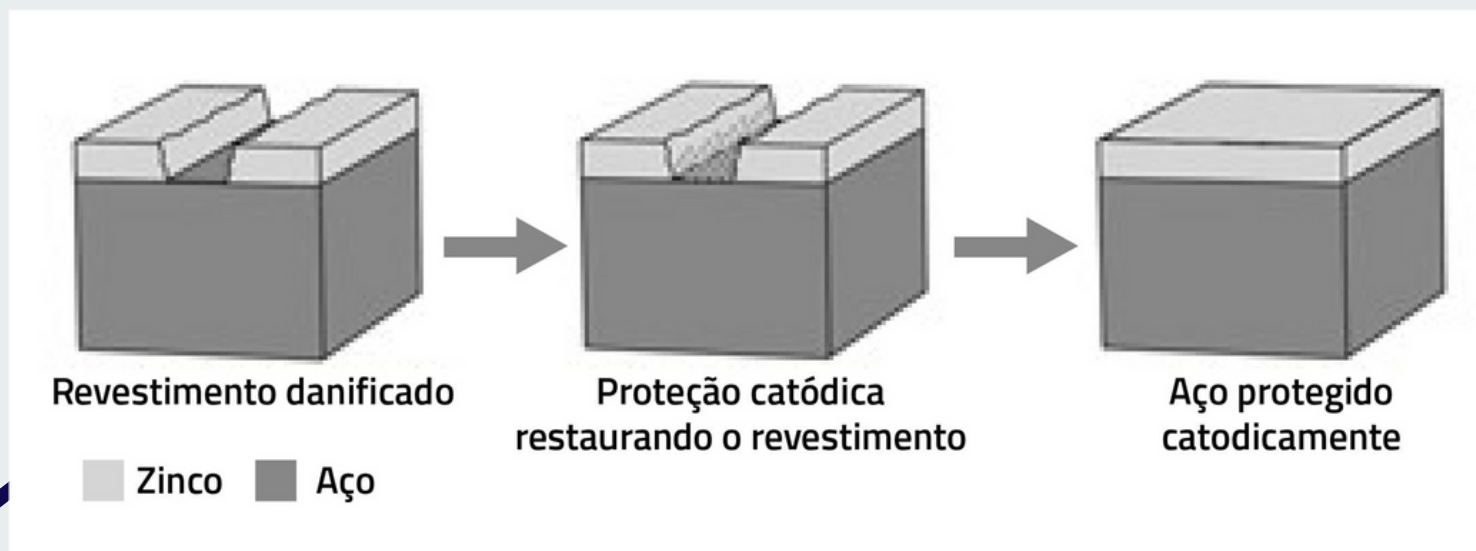 Revestimento danificado
Proteção catódica
restaurando o revestimento
Aço protegido
catodicamente
Zinco
Aço